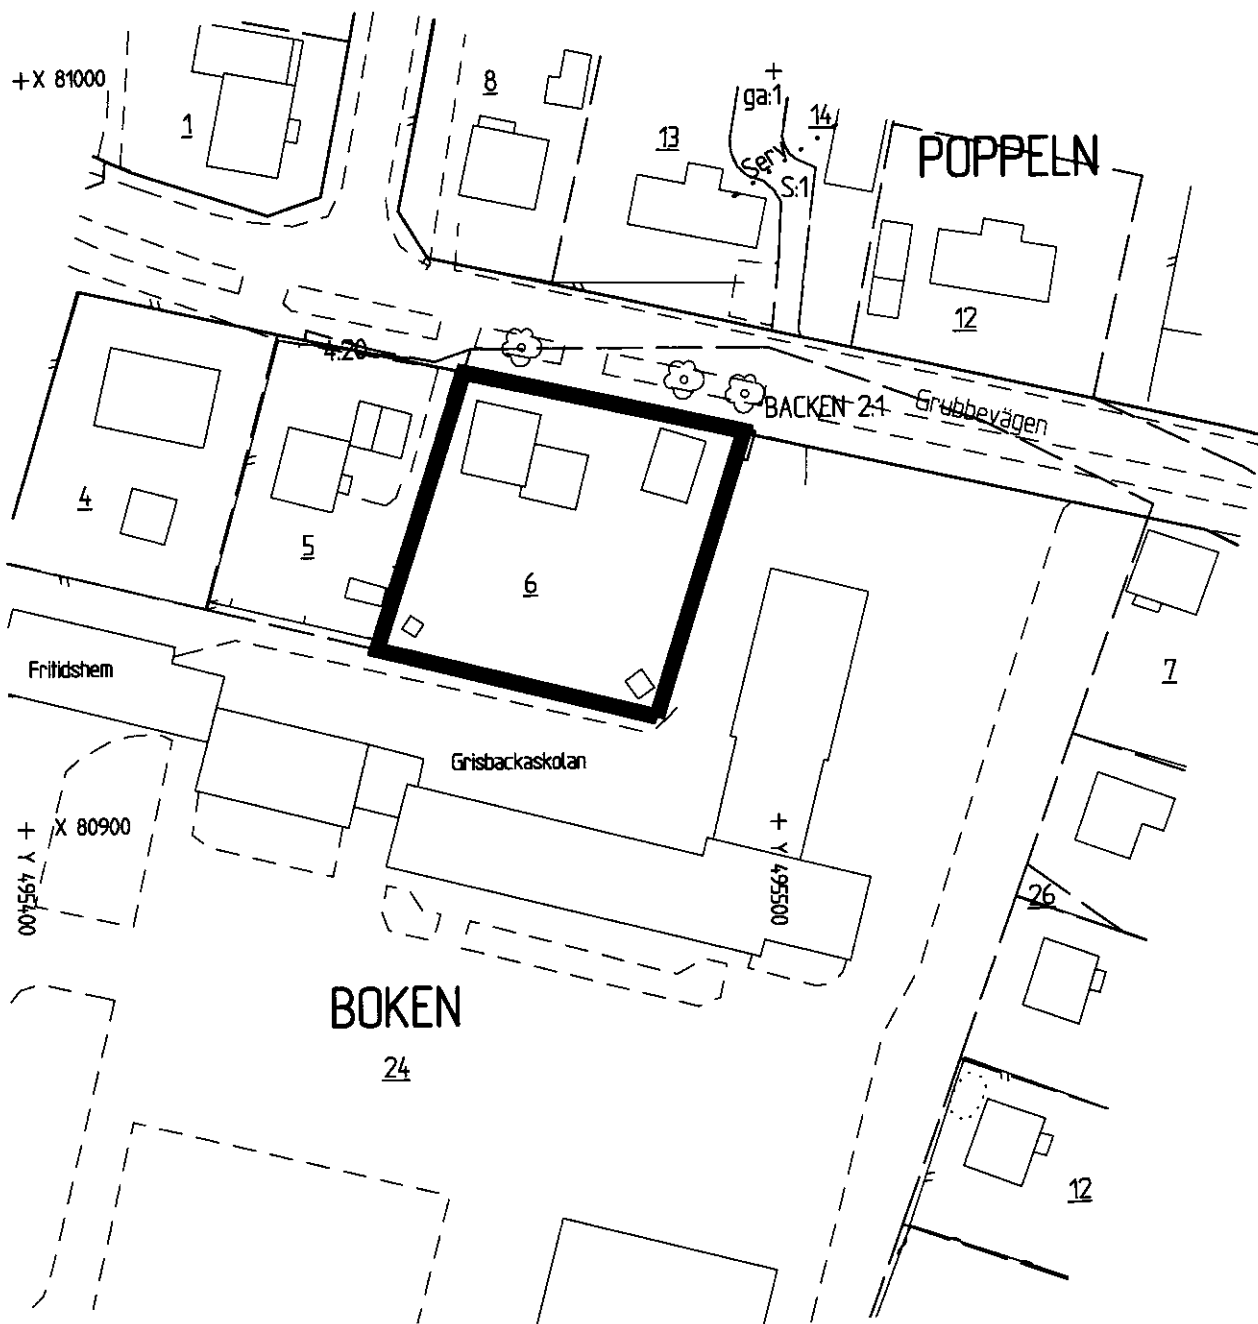 X 81000
8
ga:1
14
1
13
Serv
S:1
POPPELN
12
4:20
BACKEN 2:1
Grubbevägen
4
5
6
Fritidshem
7
Grisbackaskolan
X 80900
Y 495400
Y 495500
26
BOKEN
24
12